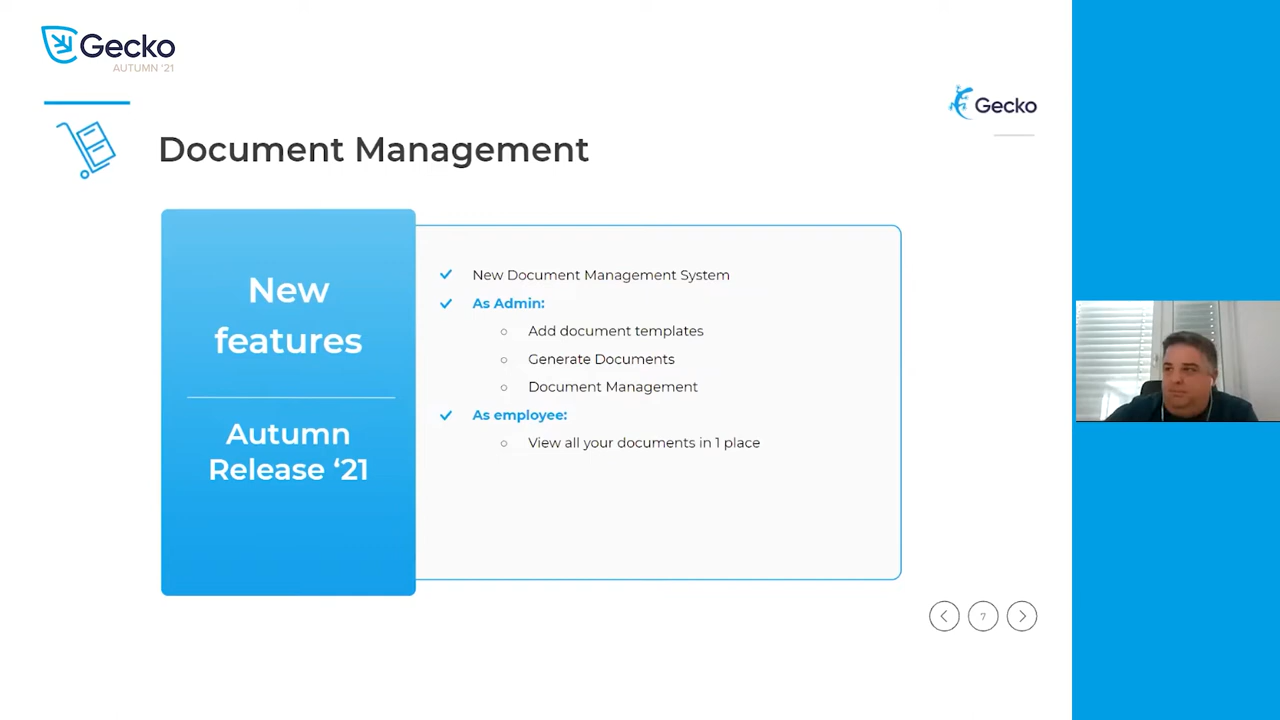 Gecko
AUTUMN '21
Gecko
Document Management
New
features
Autumn
Release ‘21
New Document Management System
As Admin:
Add document templates
Generate Documents
Document Management
As employee:
View all your documents in 1 place
7